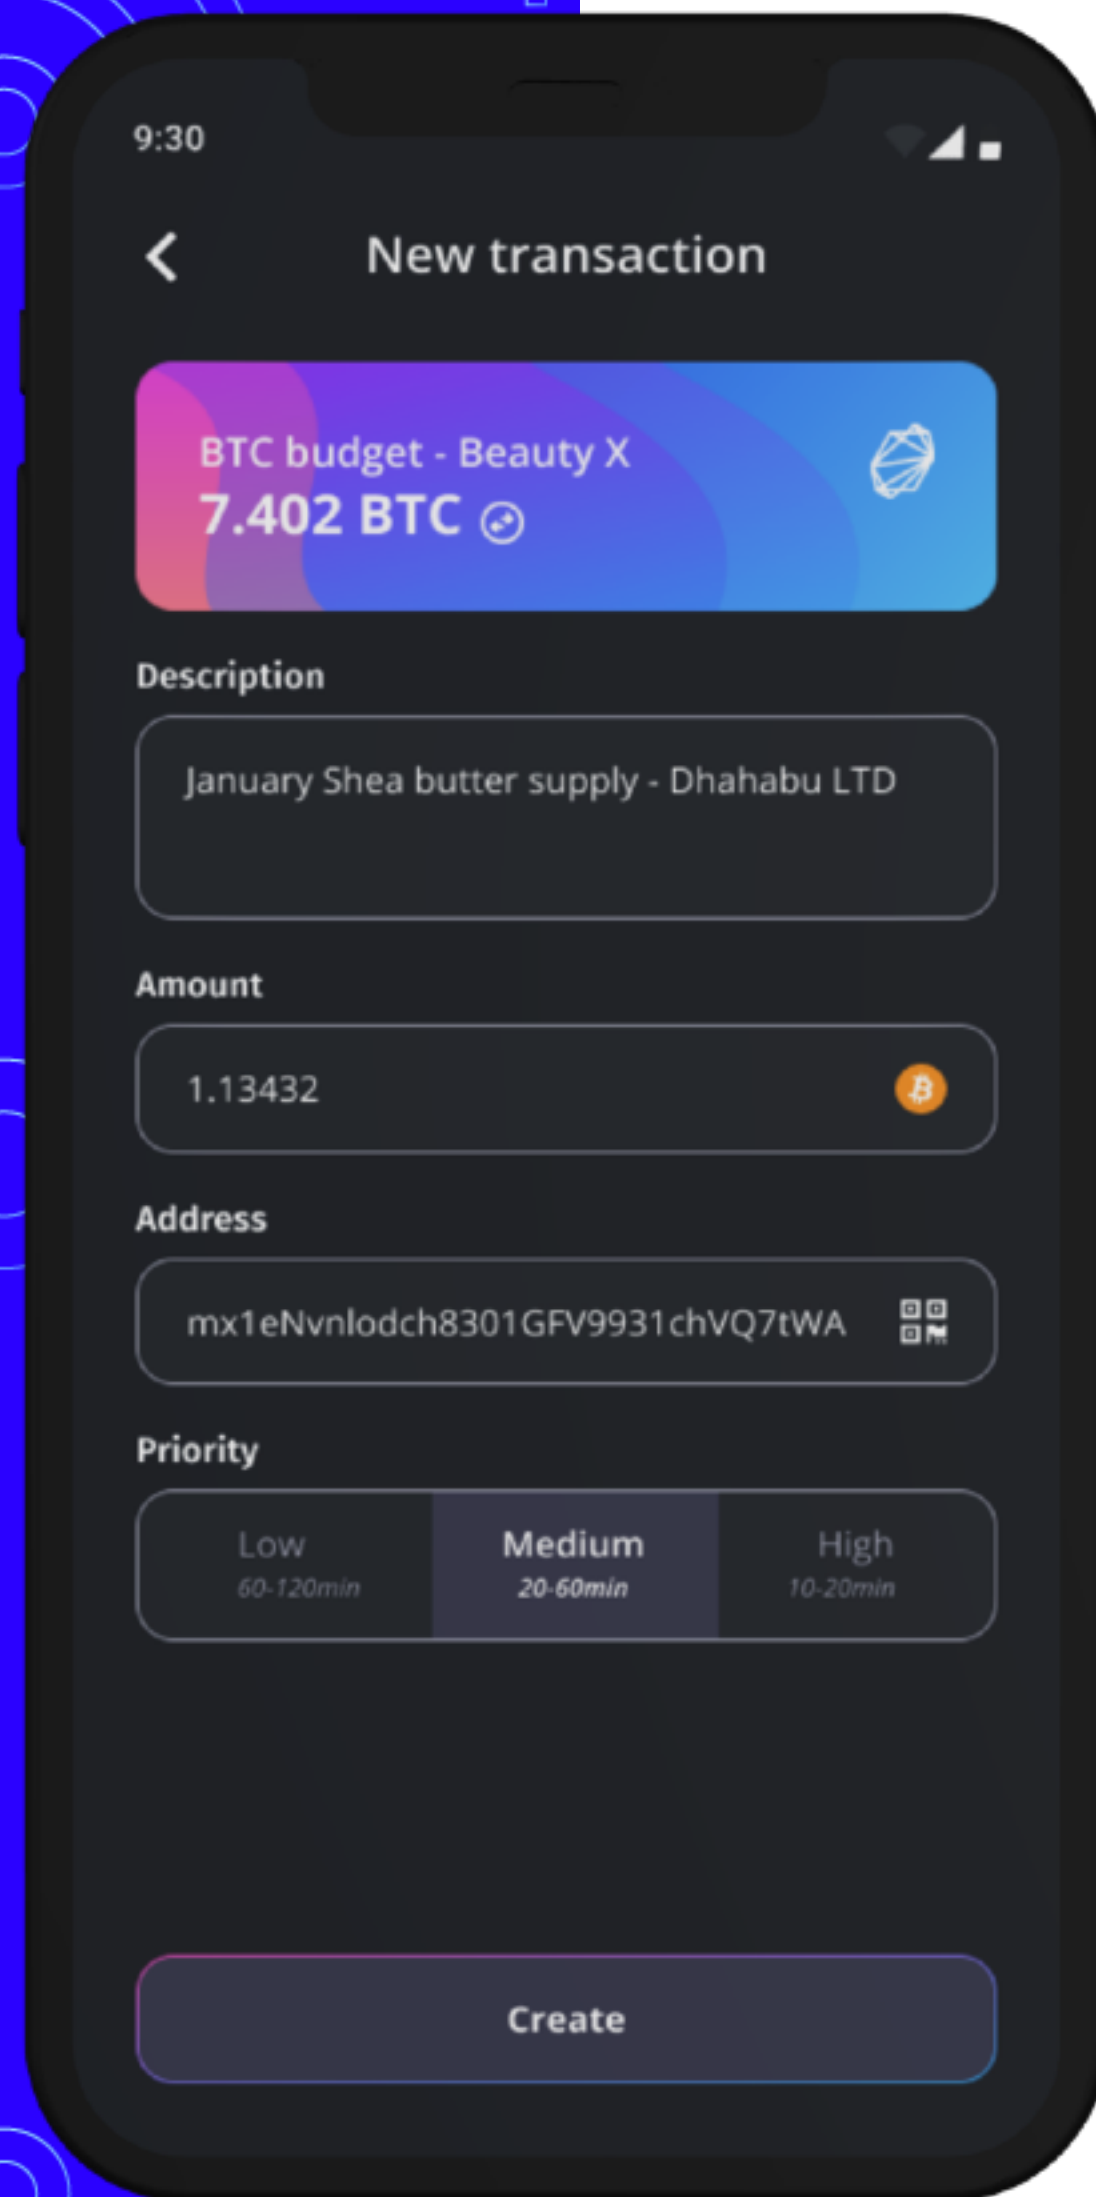 9:30
New transaction
BTC budget - Beauty X
7.402 BTC
Description
January Shea butter supply - Dhahabu LTD
Amount
1.13432
Address
mx1eNvnlodch8301GFV9931chVQ7tWA
Priority
Low Medium High
60-120min 20-60min 10-20min
Create